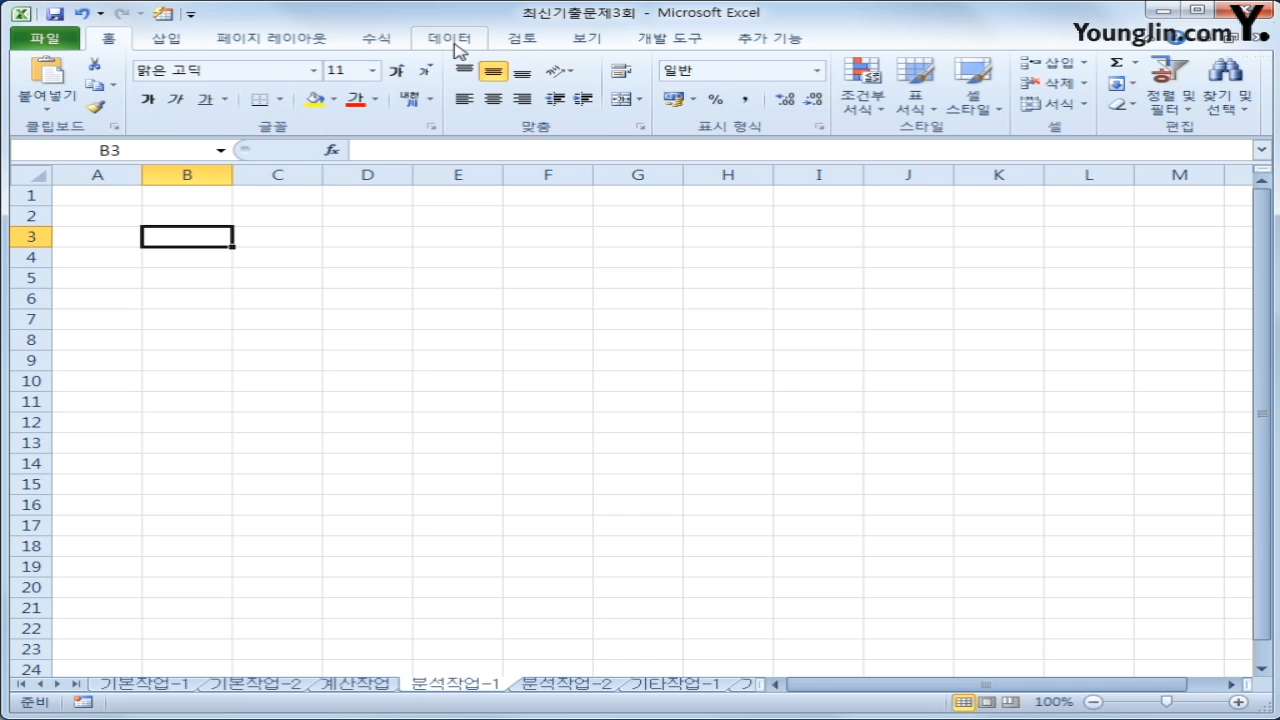 최신기출문제3회 - Microsoft Excel
YoungJin.com Y.
파일 홈 삽입 페이지 레이아웃 수식 데이터 검토 보기 개발 도구 추가 기능
붙여넣기
맑은 고딕 11
가 가
일반
조건부 서식
표 서식
셀 스타일
삽입
삭제
서식
Σ
정렬 및 필터
찾기 및 선택
가 가 가 가 내천
% ,
클립보드 글꼴 맞춤 표시 형식 스타일 셀 편집
B3 fx
A B C D E F G H I J K L M
1
2
3
4
5
6
7
8
9
10
11
12
13
14
15
16
17
18
19
20
21
22
23
24
기본작업-1 기본작업-2 계산작업 분석작업-1 분석작업-2 기타작업-1
준비 100%